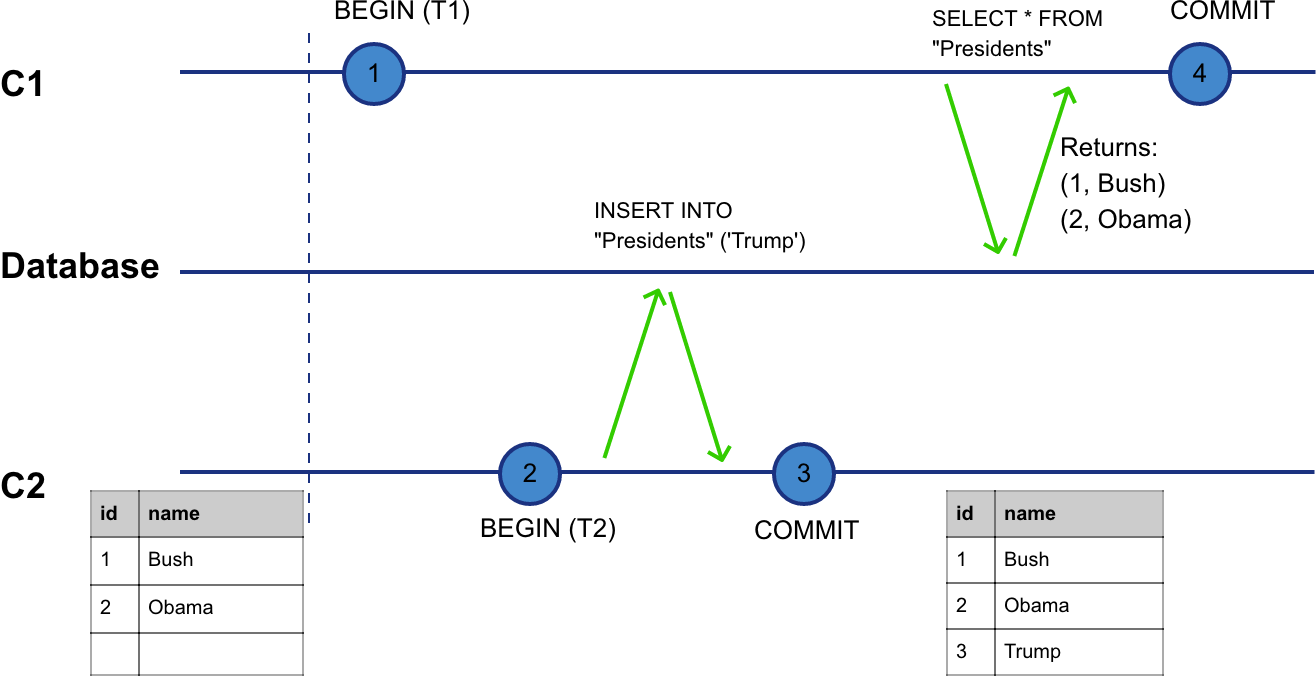 BEGIN (T1)
SELECT * FROM
"Presidents"
COMMIT
C1
1
4
Returns:
(1, Bush)
(2, Obama)
INSERT INTO
"Presidents" ('Trump')
Database
C2
2
3
BEGIN (T2)
COMMIT
id name
1 Bush
2 Obama
id name
1 Bush
2 Obama
3 Trump